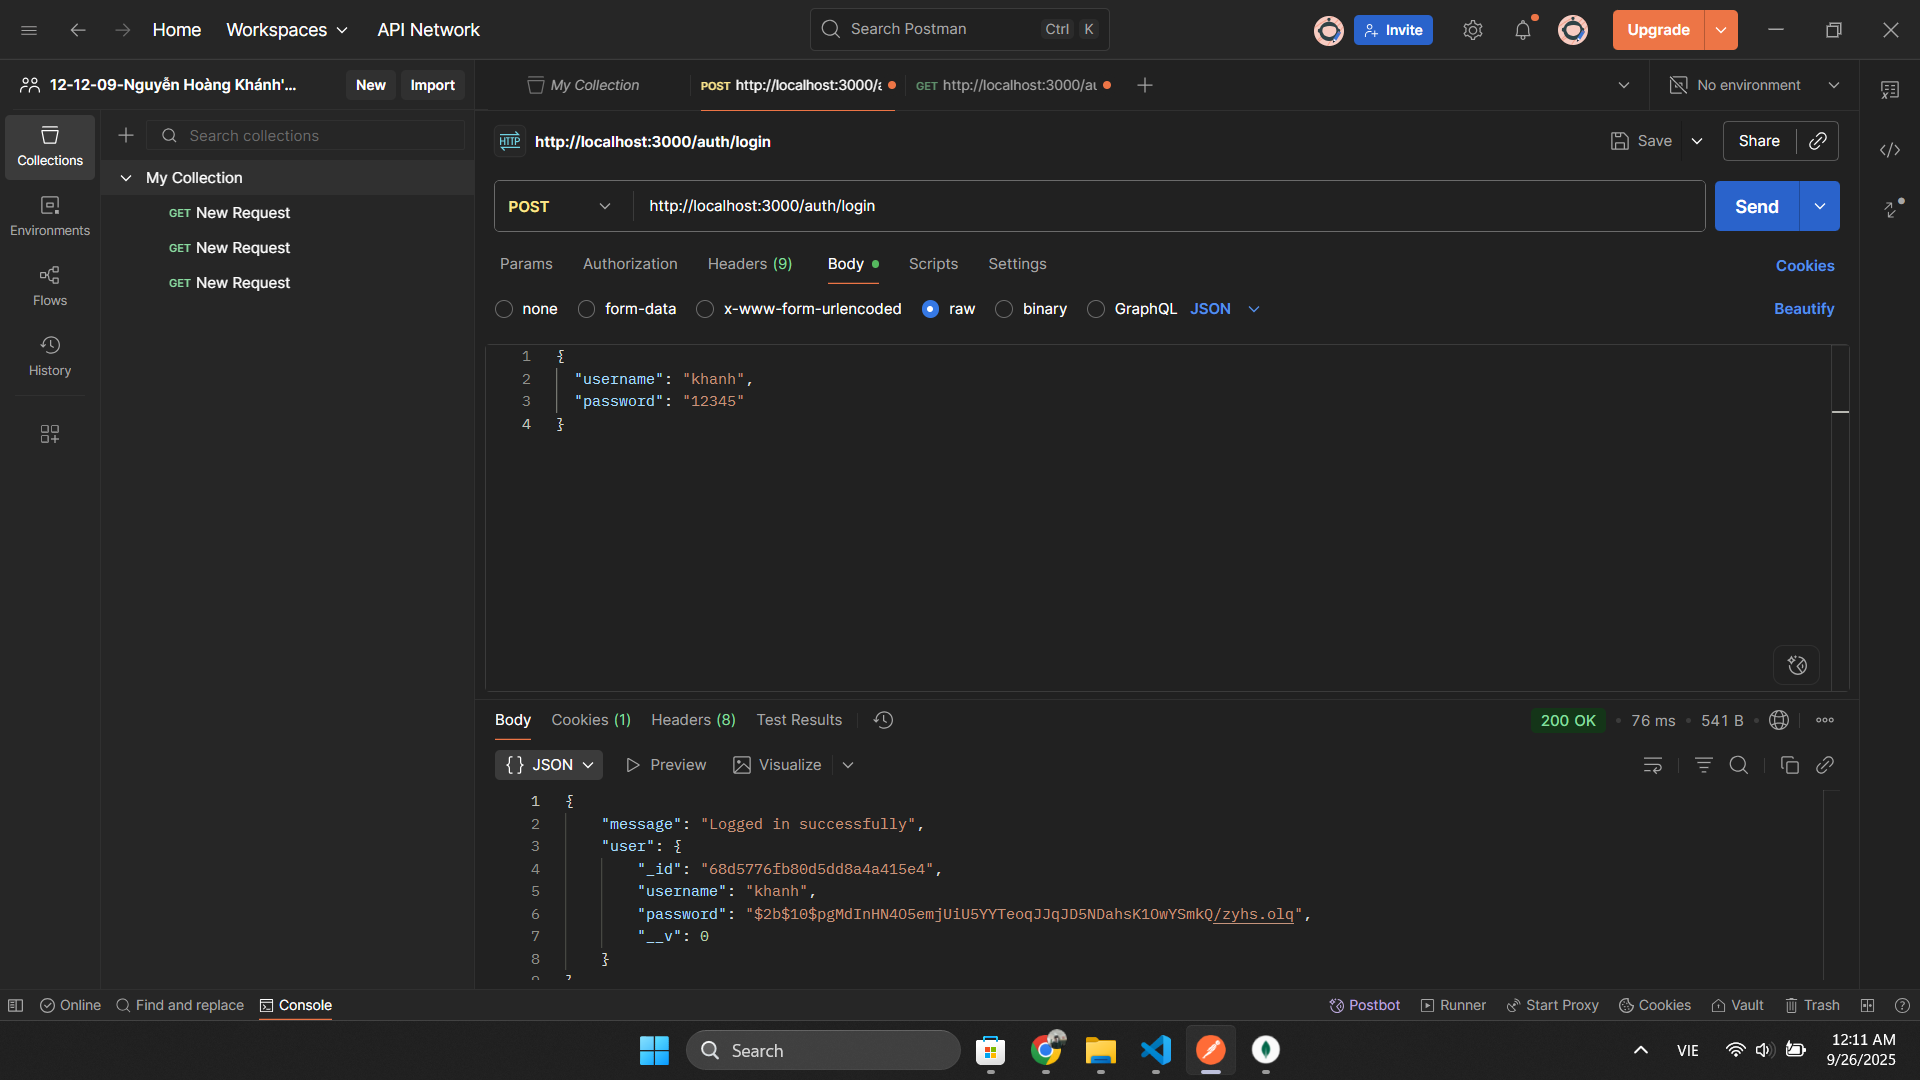 Home
Workspaces
API Network
Search Postman
Ctrl
K
Invite
Upgrade
12-12-09-Nguyễn Hoàng Khánh'...
New
Import
My Collection
POST http://localhost:3000/a
GET http://localhost:3000/au
No environment
Collections
Environments
Flows
History
Search collections
My Collection
GET New Request
GET New Request
GET New Request
HTTP
http://localhost:3000/auth/login
Save
Share
POST
http://localhost:3000/auth/login
Send
Params
Authorization
Headers (9)
Body
Scripts
Settings
Cookies
none
form-data
x-www-form-urlencoded
raw
binary
GraphQL
JSON
Beautify
1 {
2 "username": "khanh",
3 "password": "12345"
4 }
Body
Cookies (1)
Headers (8)
Test Results
200 OK
76 ms
541 B
{} JSON
Preview
Visualize
1 {
2 "message": "Logged in successfully",
3 "user": {
4 "_id": "68d5776fb80d5dd8a4a415e4",
5 "username": "khanh",
6 "password": "$2b$10$pgMdInHN4O5emjUiU5YYTeoqJJqJD5NDahsK1OwYSmkQ/zyhs.olq",
7 "__v": 0
8 }
9 }
Online
Find and replace
Console
Postbot
Runner
Start Proxy
Cookies
Vault
Trash
Search
VIE
12:11 AM
9/26/2025